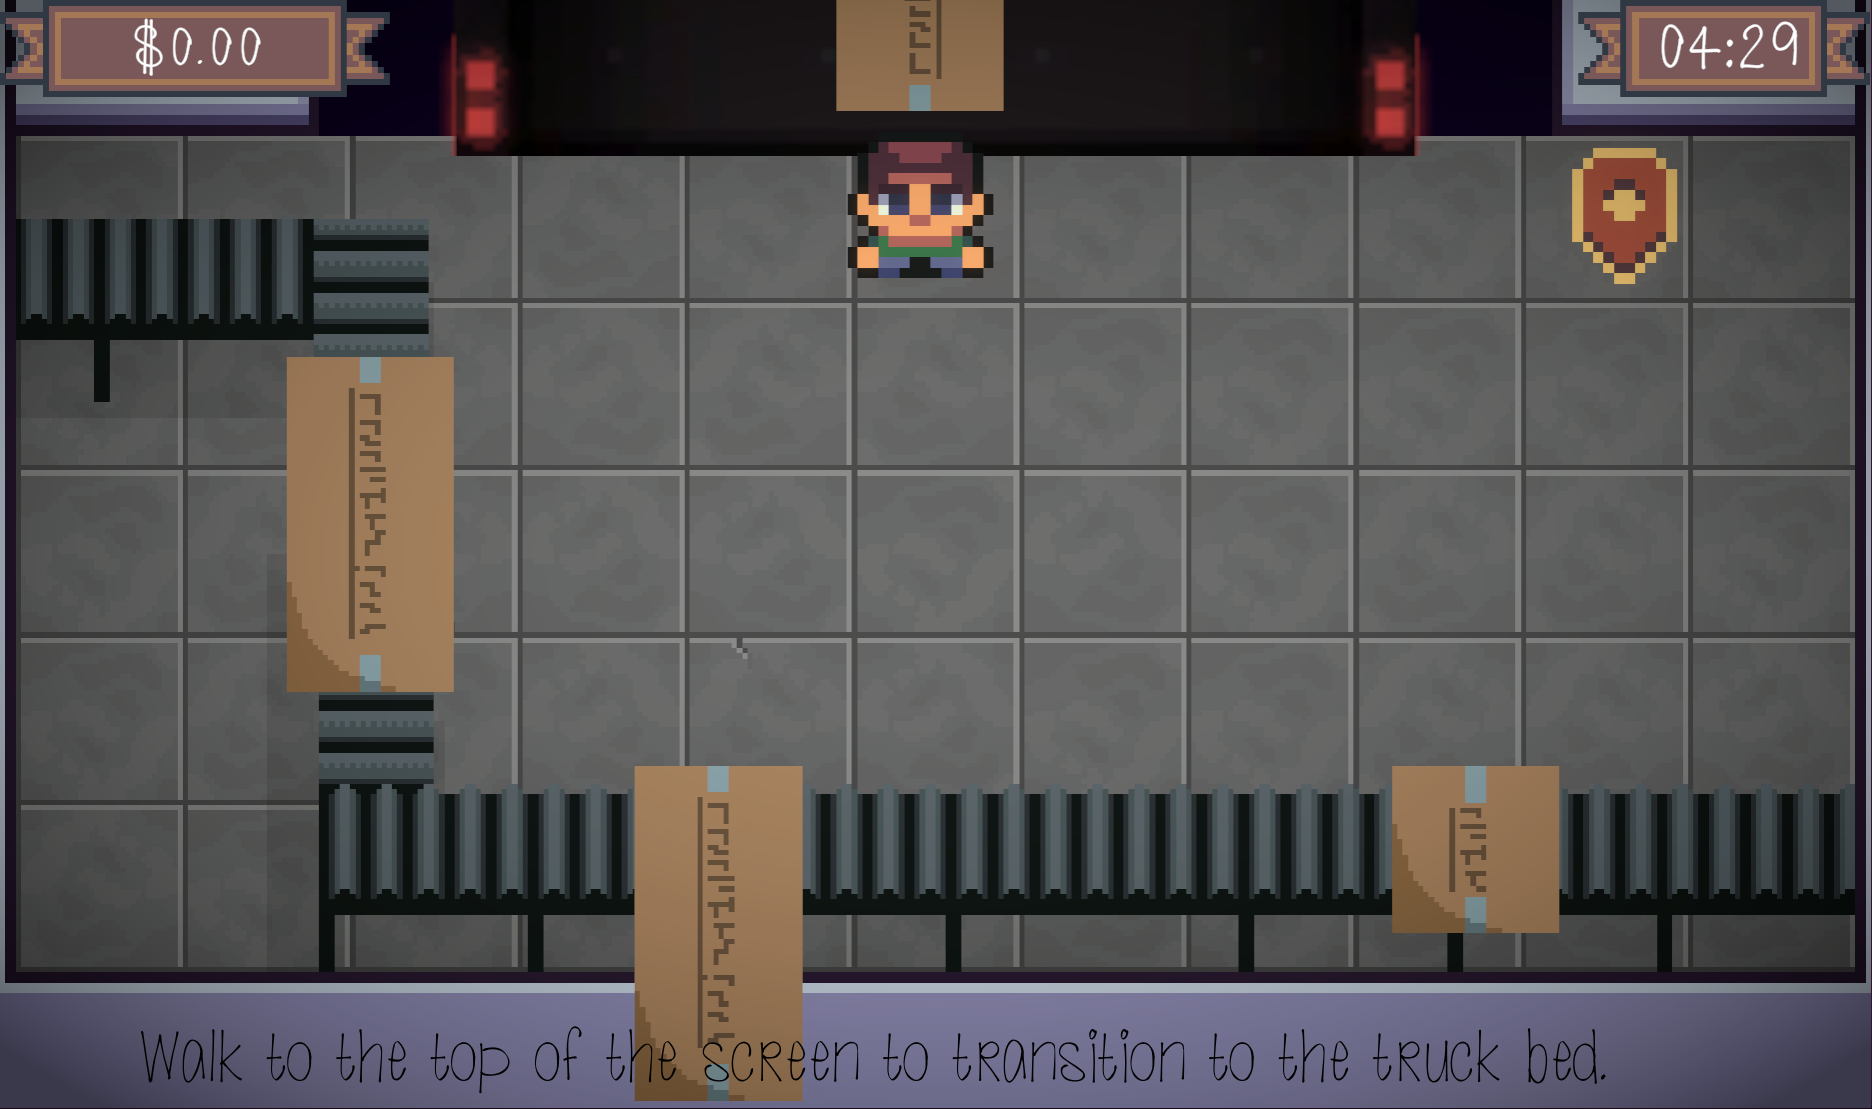 $0.00
04:29
Walk to the top of the screen to transition to the truck bed.